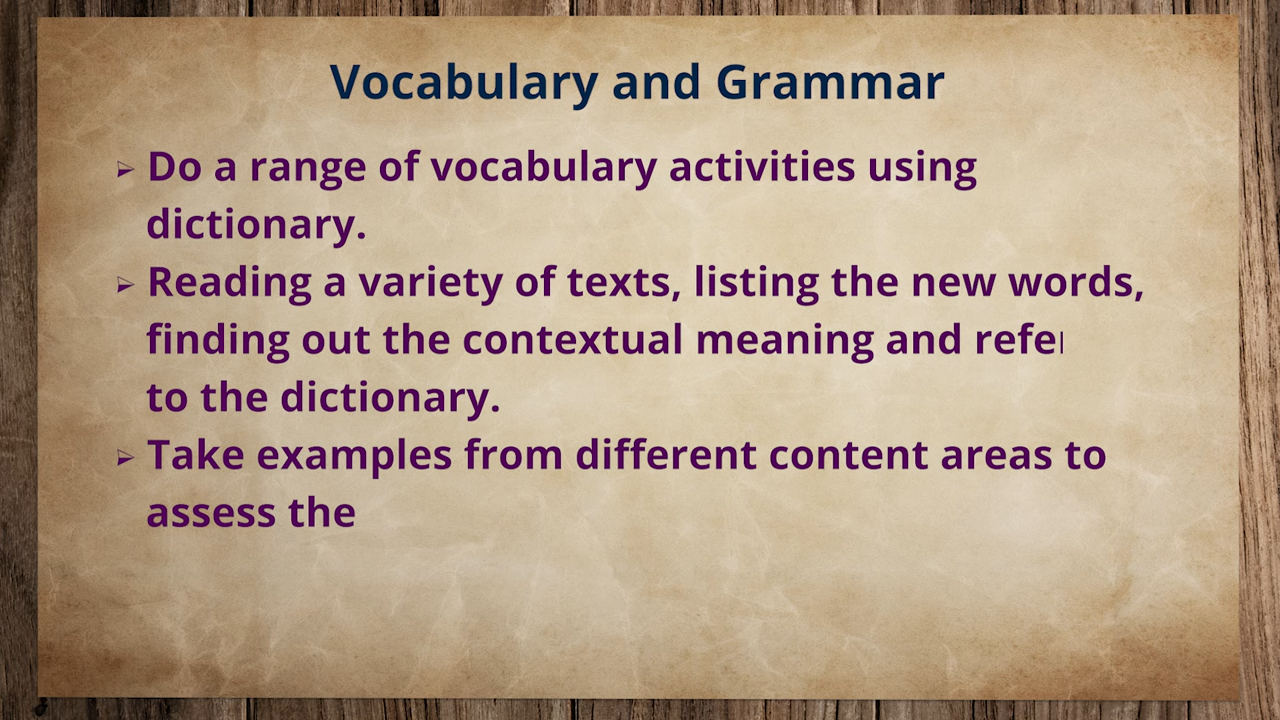 Vocabulary and Grammar
➢ Do a range of vocabulary activities using
dictionary.
➢ Reading a variety of texts, listing the new words,
finding out the contextual meaning and
to the dictionary.
➢ Take examples from different content areas to
assess the